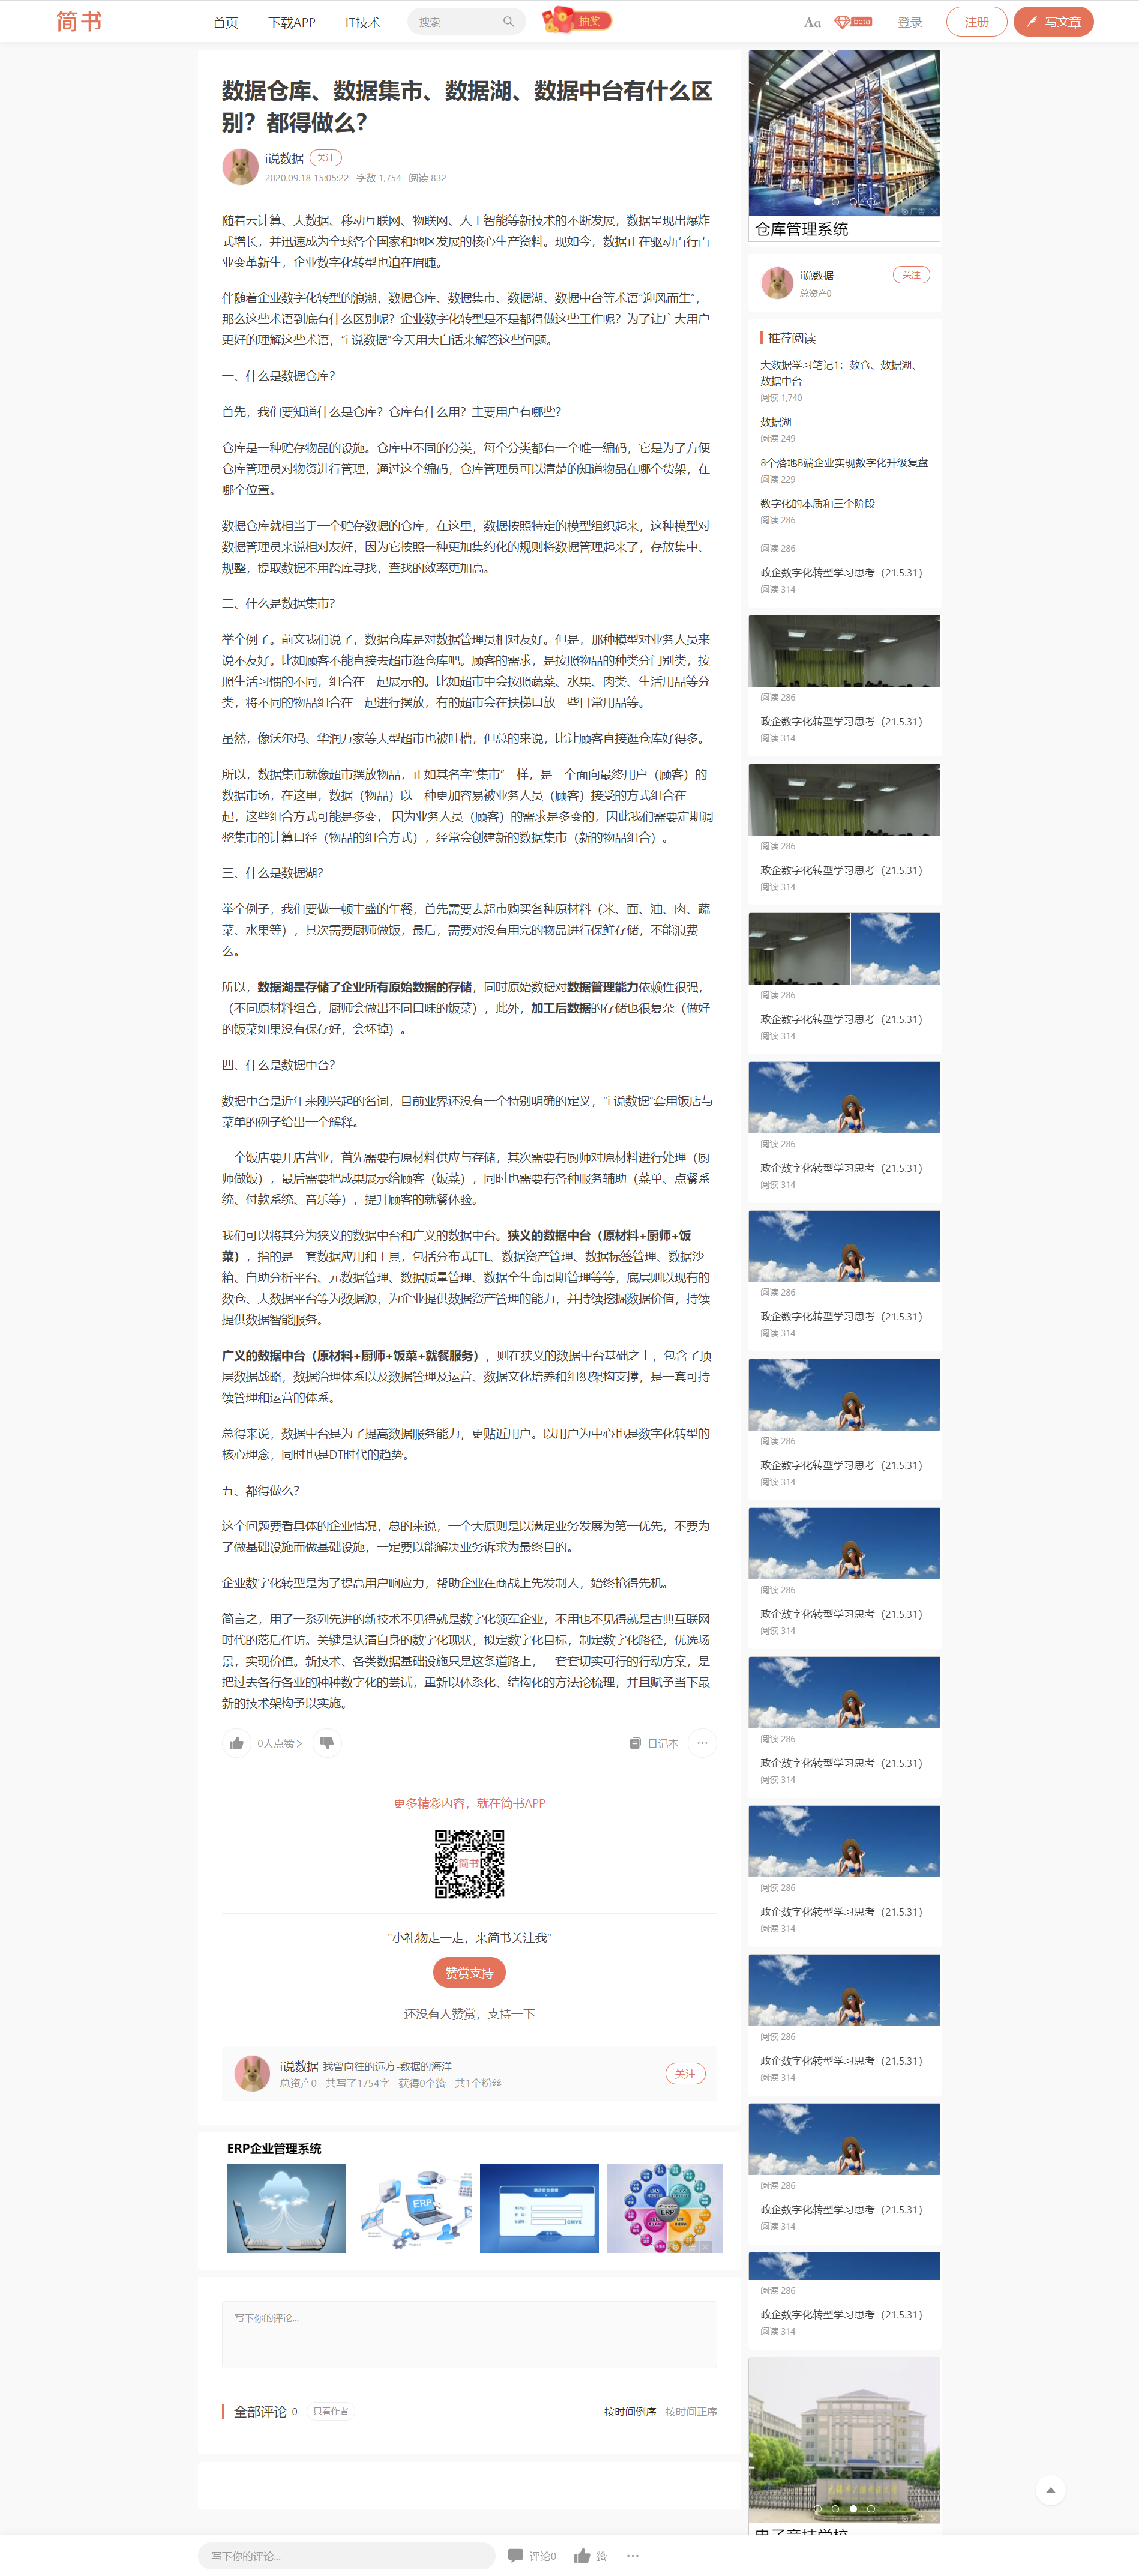 简书
首页
下载APP
IT技术
搜索
抽奖
Aa
beta
登录
注册
写文章
数据仓库、数据集市、数据湖、数据中台有什么区
别？都得做么？
i说数据
关注
2020.09.18 15:05:22 字数 1,754 阅读 832
随着云计算、大数据、移动互联网、物联网、人工智能等新技术的不断发展，数据呈现出爆炸
式增长，并迅速成为全球各个国家和地区发展的核心生产资料。现如今，数据正在驱动百行百
业变革新生，企业数字化转型也迫在眉睫。
伴随着企业数字化转型的浪潮，数据仓库、数据集市、数据湖、数据中台等术语“迎风而生”，
那么这些术语到底有什么区别呢？企业数字化转型是不是都得做这些工作呢？为了让广大用户
更好的理解这些术语，“i 说数据”今天用大白话来解答这些问题。
一、什么是数据仓库？
首先，我们要知道什么是仓库？仓库有什么用？主要用户有哪些？
仓库是一种贮存物品的设施。仓库中不同的分类，每个分类都有一个唯一编码，它是为了方便
仓库管理员对物资进行管理，通过这个编码，仓库管理员可以清楚的知道物品在哪个货架，在
哪个位置。
数据仓库就相当于一个贮存数据的仓库，在这里，数据按照特定的模型组织起来，这种模型对
数据管理员来说相对友好，因为它按照一种更加集约化的规则将数据管理起来了，存放集中、
规整，提取数据不用跨库寻找，查找的效率更加高。
二、什么是数据集市？
举个例子。前文我们说了，数据仓库是对数据管理员相对友好。但是，那种模型对业务人员来
说不友好。比如顾客不能直接去超市逛仓库吧。顾客的需求，是按照物品的种类分门别类，按
照生活习惯的不同，组合在一起展示的。比如超市中会按照蔬菜、水果、肉类、生活用品等分
类，将不同的物品组合在一起进行摆放，有的超市会在扶梯口放一些日常用品等。
虽然，像沃尔玛、华润万家等大型超市也被吐槽，但总的来说，比让顾客直接逛仓库好得多。
所以，数据集市就像超市摆放物品，正如其名字“集市”一样，是一个面向最终用户（顾客）的
数据市场，在这里，数据（物品）以一种更加容易被业务人员（顾客）接受的方式组合在一
起，这些组合方式可能是多变， 因为业务人员（顾客）的需求是多变的，因此我们需要定期调
整集市的计算口径（物品的组合方式），经常会创建新的数据集市（新的物品组合）。
三、什么是数据湖？
举个例子，我们要做一顿丰盛的午餐，首先需要去超市购买各种原材料（米、面、油、肉、蔬
菜、水果等），其次需要厨师做饭，最后，需要对没有用完的物品进行保鲜存储，不能浪费
么。
所以，数据湖是存储了企业所有原始数据的存储，同时原始数据对数据管理能力依赖性很强，
（不同原材料组合，厨师会做出不同口味的饭菜），此外，加工后数据的存储也很复杂（做好
的饭菜如果没有保存好，会坏掉）。
四、什么是数据中台？
数据中台是近年来刚兴起的名词，目前业界还没有一个特别明确的定义，“i 说数据”套用饭店与
菜单的例子给出一个解释。
一个饭店要开店营业，首先需要有原材料供应与存储，其次需要有厨师对原材料进行处理（厨
师做饭），最后需要把成果展示给顾客（饭菜），同时也需要有各种服务辅助（菜单、点餐系
统、付款系统、音乐等），提升顾客的就餐体验。
我们可以将其分为狭义的数据中台和广义的数据中台。狭义的数据中台（原材料+厨师+饭
菜），指的是一套数据应用和工具，包括分布式ETL、数据资产管理、数据标签管理、数据沙
箱、自助分析平台、元数据管理、数据质量管理、数据全生命周期管理等等，底层则以现有的
数仓、大数据平台等为数据源，为企业提供数据资产管理的能力，并持续挖掘数据价值，持续
提供数据智能服务。
广义的数据中台（原材料+厨师+饭菜+就餐服务），则在狭义的数据中台基础之上，包含了顶
层数据战略，数据治理体系以及数据管理及运营、数据文化培养和组织架构支撑，是一套可持
续管理和运营的体系。
总得来说，数据中台是为了提高数据服务能力，更贴近用户。以用户为中心也是数字化转型的
核心理念，同时也是DT时代的趋势。
五、都得做么？
这个问题要看具体的企业情况，总的来说，一个大原则是以满足业务发展为第一优先，不要为
了做基础设施而做基础设施，一定要以能解决业务诉求为最终目的。
企业数字化转型是为了提高用户响应力，帮助企业在商战上先发制人，始终抢得先机。
简言之，用了一系列先进的新技术不见得就是数字化领军企业，不用也不见得就是古典互联网
时代的落后作坊。关键是认清自身的数字化现状，拟定数字化目标，制定数字化路径，优选场
景，实现价值。新技术、各类数据基础设施只是这条道路上，一套套切实可行的行动方案，是
把过去各行各业的种种数字化的尝试，重新以体系化、结构化的方法论梳理，并且赋予当下最
新的技术架构予以实施。
0人点赞 >
日记本
更多精彩内容，就在简书APP
简书
"小礼物走一走，来简书关注我"
赞赏支持
还没有人赞赏，支持一下
i说数据 我曾向往的远方-数据的海洋
总资产0 共写了1754字 获得0个赞 共1个粉丝
关注
ERP企业管理系统
ERP
CMYK
ERP
写下你的评论...
全部评论 0
只看作者
按时间倒序 按时间正序
广告
仓库管理系统
i说数据
关注
总资产0
推荐阅读
大数据学习笔记1：数仓、数据湖、
数据中台
阅读 1,740
数据湖
阅读 249
8个落地B端企业实现数字化升级复盘
阅读 229
数字化的本质和三个阶段
阅读 286
阅读 286
政企数字化转型学习思考（21.5.31）
阅读 314
阅读 286
政企数字化转型学习思考（21.5.31）
阅读 314
阅读 286
政企数字化转型学习思考（21.5.31）
阅读 314
阅读 286
政企数字化转型学习思考（21.5.31）
阅读 314
阅读 286
政企数字化转型学习思考（21.5.31）
阅读 314
阅读 286
政企数字化转型学习思考（21.5.31）
阅读 314
阅读 286
政企数字化转型学习思考（21.5.31）
阅读 314
阅读 286
政企数字化转型学习思考（21.5.31）
阅读 314
阅读 286
政企数字化转型学习思考（21.5.31）
阅读 314
阅读 286
政企数字化转型学习思考（21.5.31）
阅读 314
阅读 286
政企数字化转型学习思考（21.5.31）
阅读 314
阅读 286
政企数字化转型学习思考（21.5.31）
阅读 314
阅读 286
政企数字化转型学习思考（21.5.31）
阅读 314
广告
电子竞技学校
写下你的评论...
评论0
赞